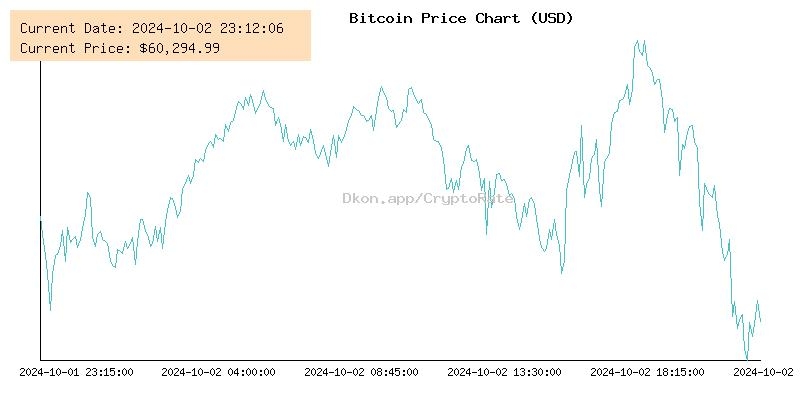 Bitcoin Price Chart (USD)
Current Date: 2024-10-02 23:12:06
Current Price: $60,294.99
Dkon.app/CryptoRate
2024-10-01 23:15:00 2024-10-02 04:00:00 2024-10-02 08:45:00 2024-10-02 13:30:00 2024-10-02 18:15:00 2024-10-02